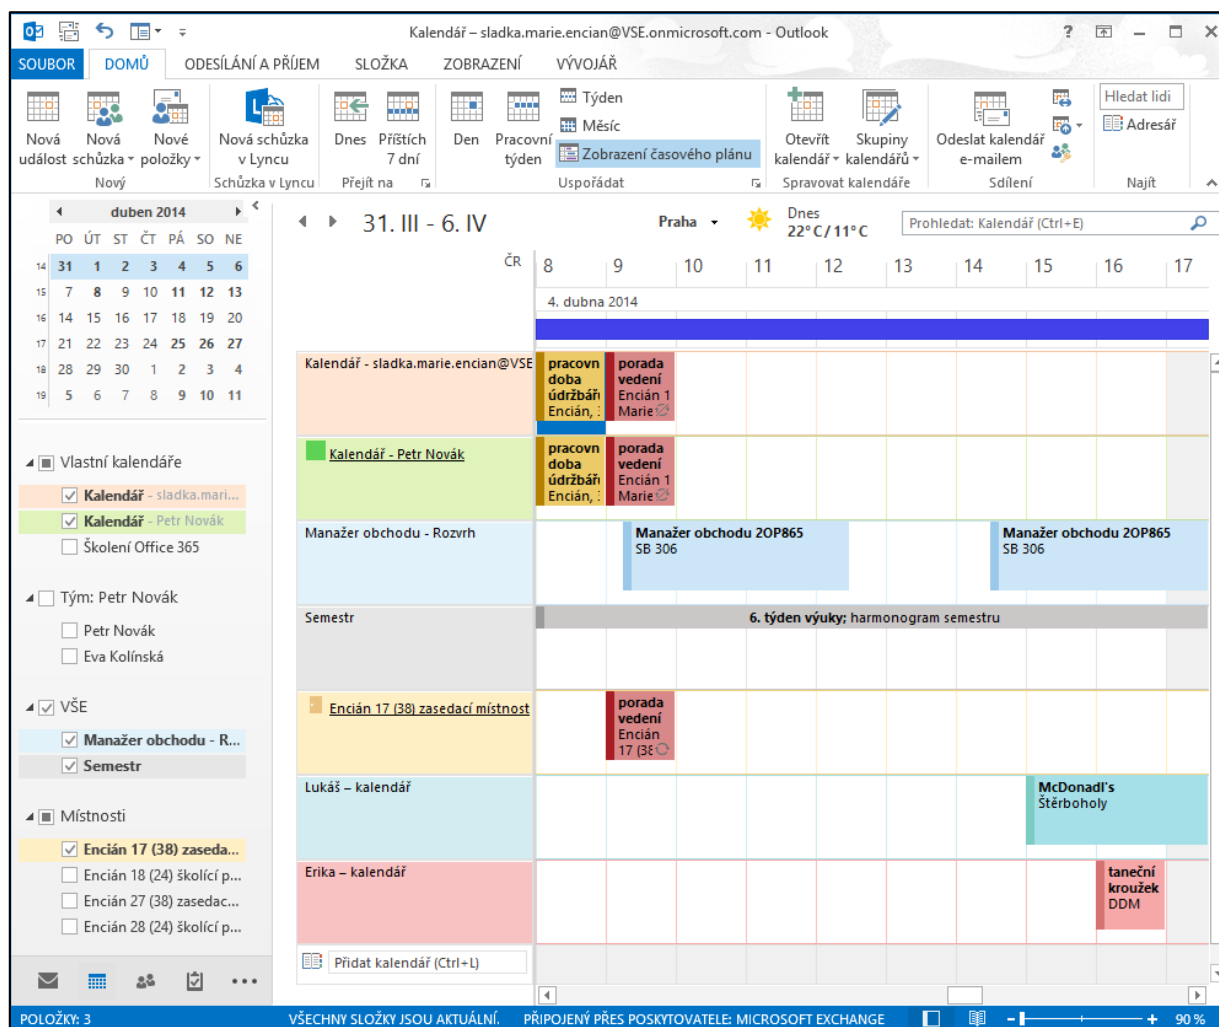 Kalendář – sladka.marie.encian@VSE.onmicrosoft.com - Outlook
SOUBOR DOMŮ ODESÍLÁNÍ A PŘÍJEM SLOŽKA ZOBRAZENÍ VÝVOJÁŘ
Nová událost
Nová schůzka
Nové položky
Nový
Nová schůzka v Lyncu
Schůzka v Lyncu
Dnes
Příštích 7 dní
Přejít na
Den
Pracovní týden
Týden
Měsíc
Zobrazení časového plánu
Uspořádat
Otevřít kalendář
Skupiny kalendářů
Spravovat kalendáře
Odeslat kalendář e-mailem
Sdílení
Hledat lidi
Adresář
Najít
duben 2014
PO ÚT ST ČT PÁ SO NE
14 31 1 2 3 4 5 6
15 7 8 9 10 11 12 13
16 14 15 16 17 18 19 20
17 21 22 23 24 25 26 27
18 28 29 30 1 2 3 4
19 5 6 7 8 9 10 11
Vlastní kalendáře
Kalendář - sladka.mari...
Kalendář - Petr Novák
Školení Office 365
Tým: Petr Novák
Petr Novák
Eva Kolínská
VŠE
Manažer obchodu - R...
Semestr
Místnosti
Encián 17 (38) zaseda...
Encián 18 (24) školící p...
Encián 27 (38) zasedac...
Encián 28 (24) školící p...
31. III - 6. IV
Praha
Dnes
22°C/11°C
Prohledat: Kalendář (Ctrl+E)
ČR 8 9 10 11 12 13 14 15 16 17
4. dubna 2014
Kalendář - sladka.marie.encian@VSE
pracovn
doba
údržbář
Encián, :
porada
vedení
Encián 1
Marie
Kalendář - Petr Novák
pracovn
doba
údržbář
Encián, :
porada
vedení
Encián 1
Marie
Manažer obchodu - Rozvrh
Manažer obchodu 2OP865
SB 306
Manažer obchodu 2OP865
SB 306
Semestr
6. týden výuky; harmonogram semestru
Encián 17 (38) zasedací místnost
porada
vedení
Encián
17 (38
Lukáš – kalendář
McDonadl's
Štěrboholy
Erika – kalendář
taneční
kroužek
DDM
Přidat kalendář (Ctrl+L)
POLOŽKY: 3 VŠECHNY SLOŽKY JSOU AKTUÁLNÍ. PŘIPOJENÝ PŘES POSKYTOVATELE: MICROSOFT EXCHANGE 90 %